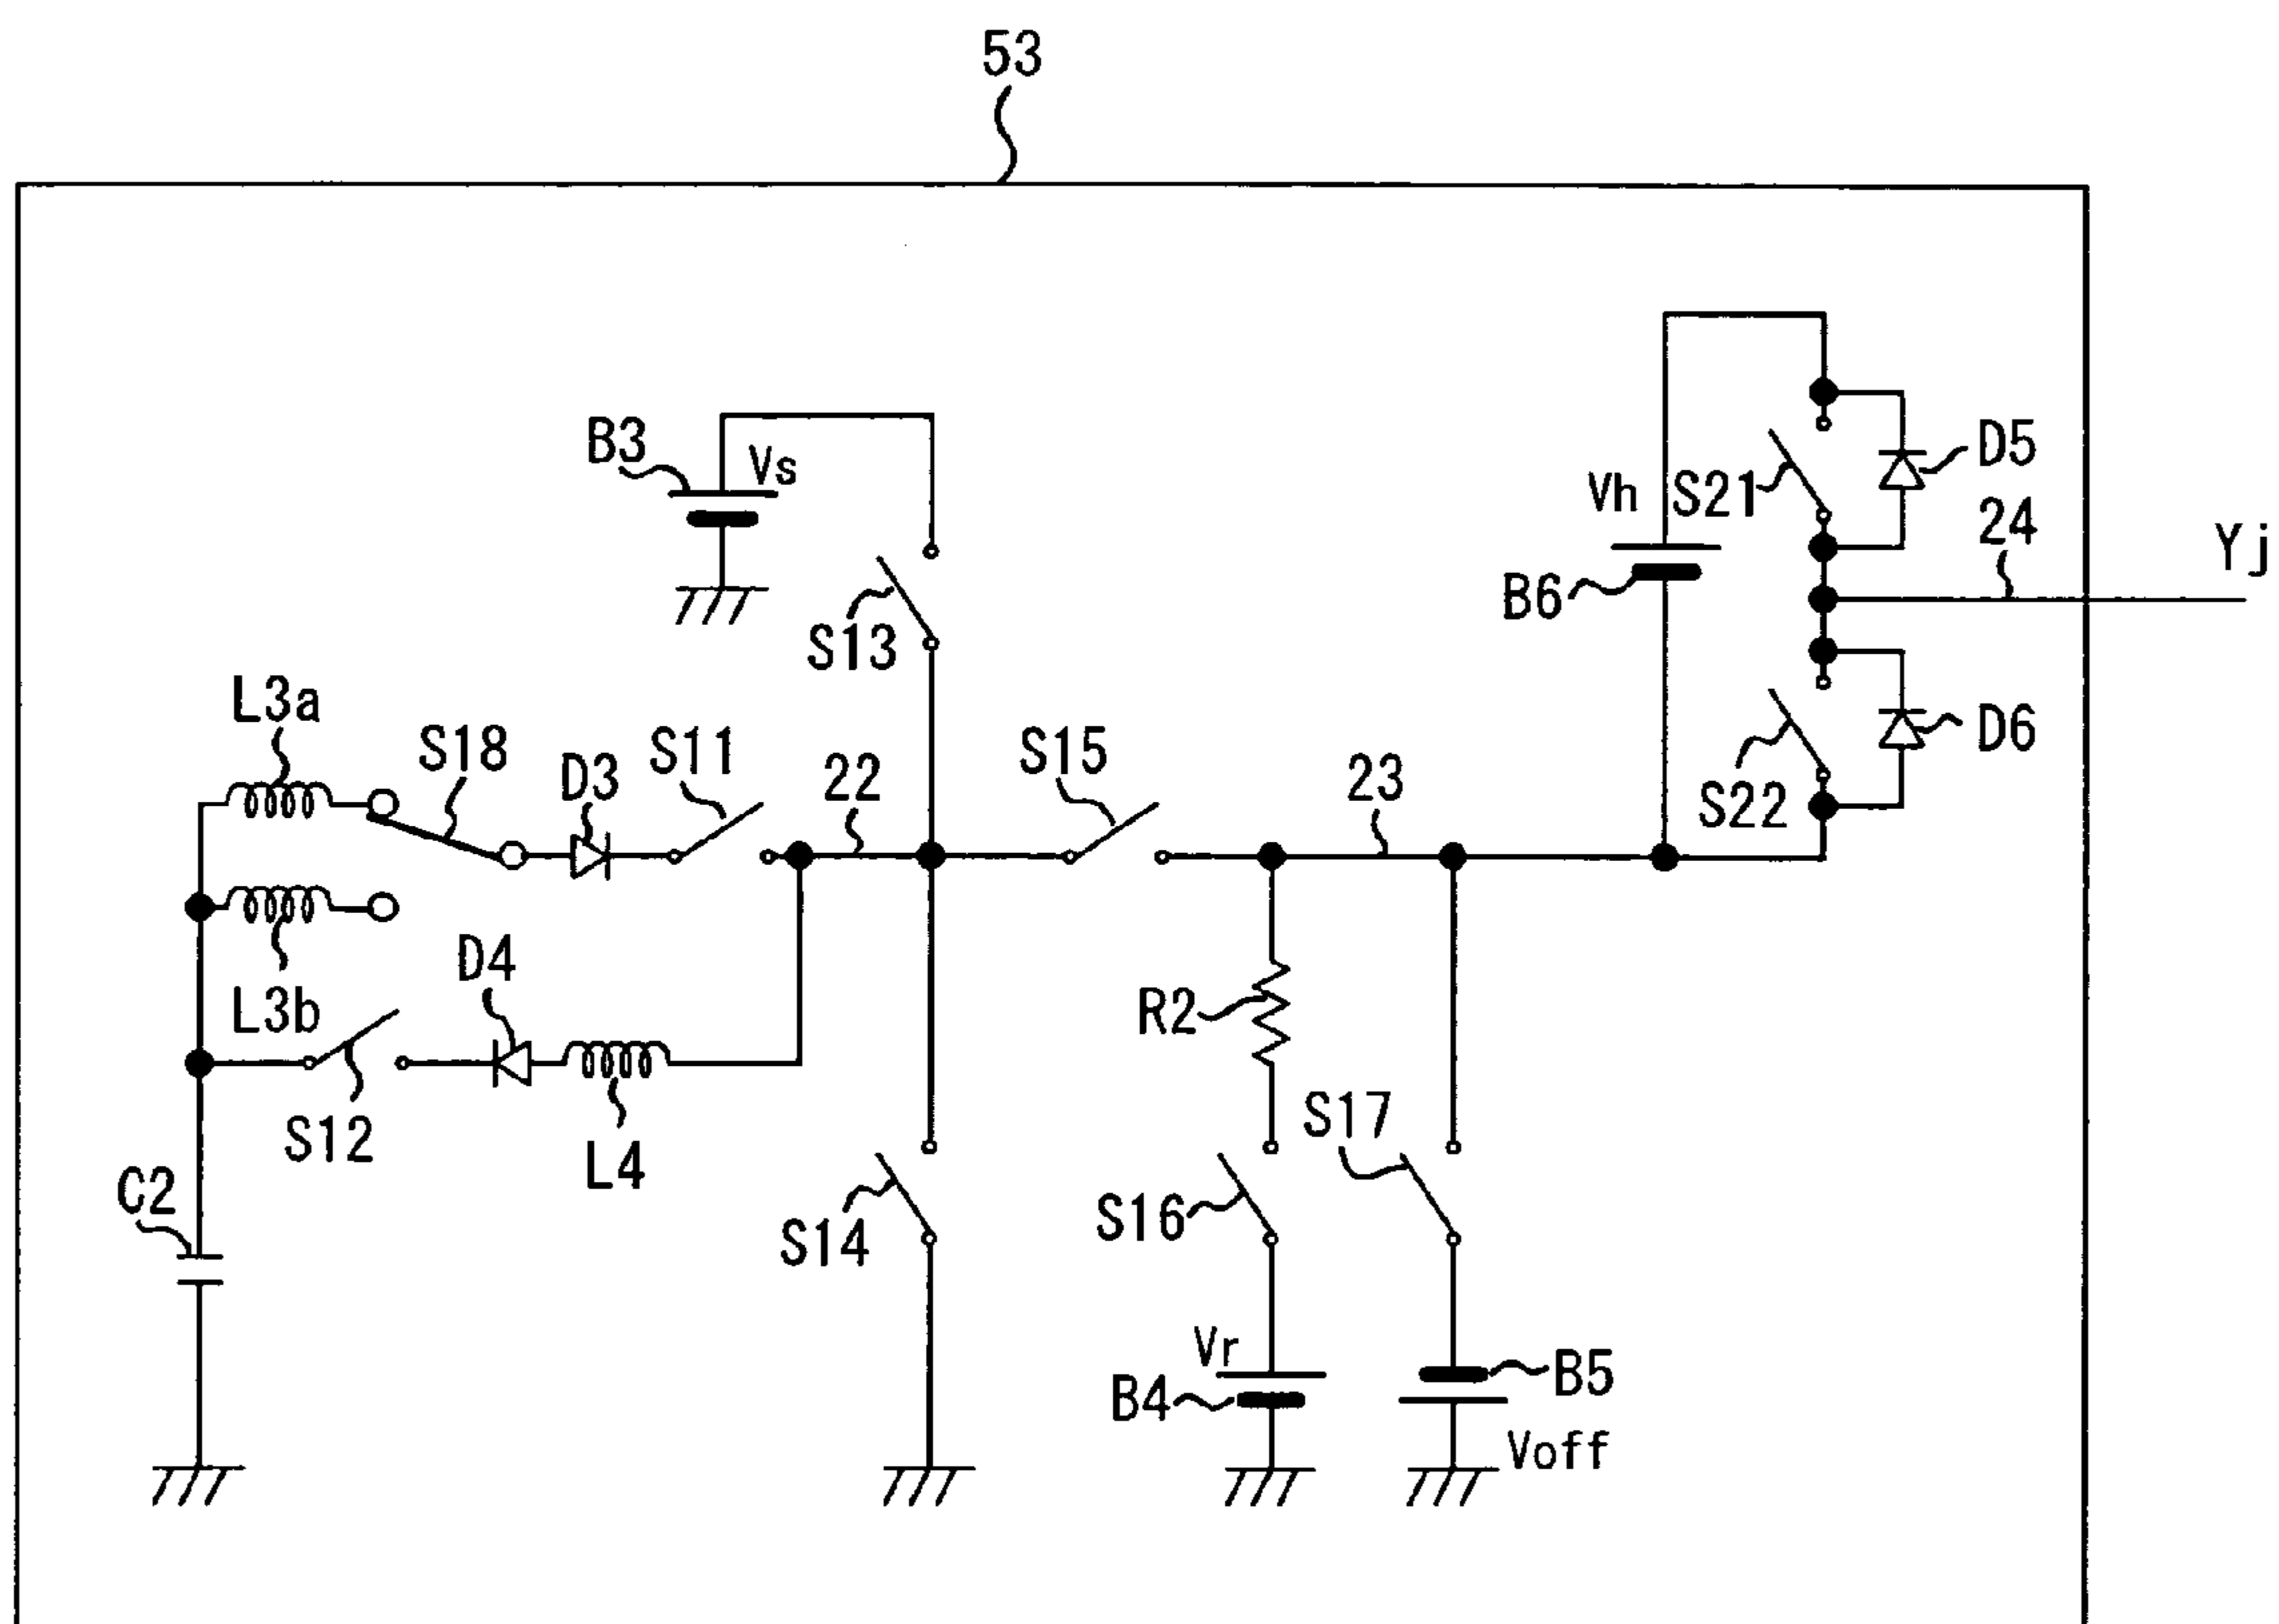 53
B3
Vs
S13
Vh
S21
D5
24
Yj
B6
L3a
S18
D3
S11
22
S15
23
S22
D6
L3b
D4
S12
L4
C2
S14
R2
S17
S16
Vr
B4
B5
Voff